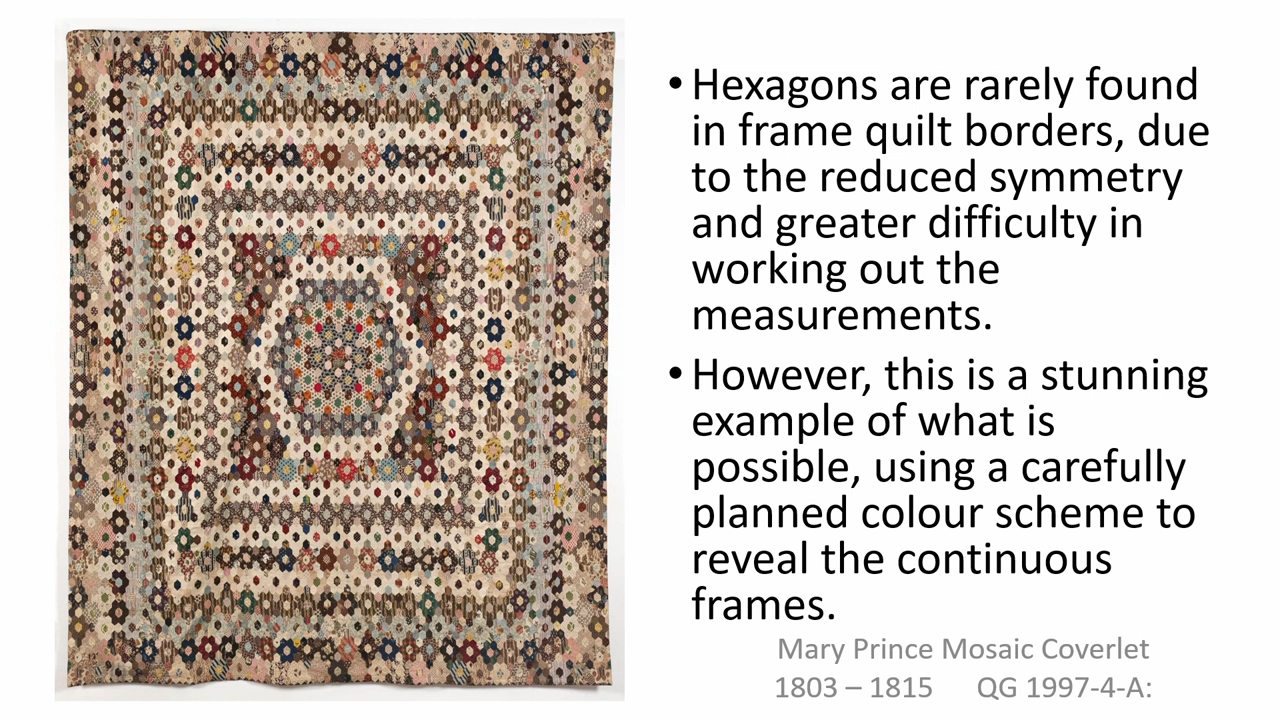 • Hexagons are rarely found
in frame quilt borders, due
to the reduced symmetry
and greater difficulty in
working out the
measurements.
• However, this is a stunning
example of what is
possible, using a carefully
planned colour scheme to
reveal the continuous
frames.
Mary Prince Mosaic Coverlet
1803 – 1815 QG 1997-4-A: